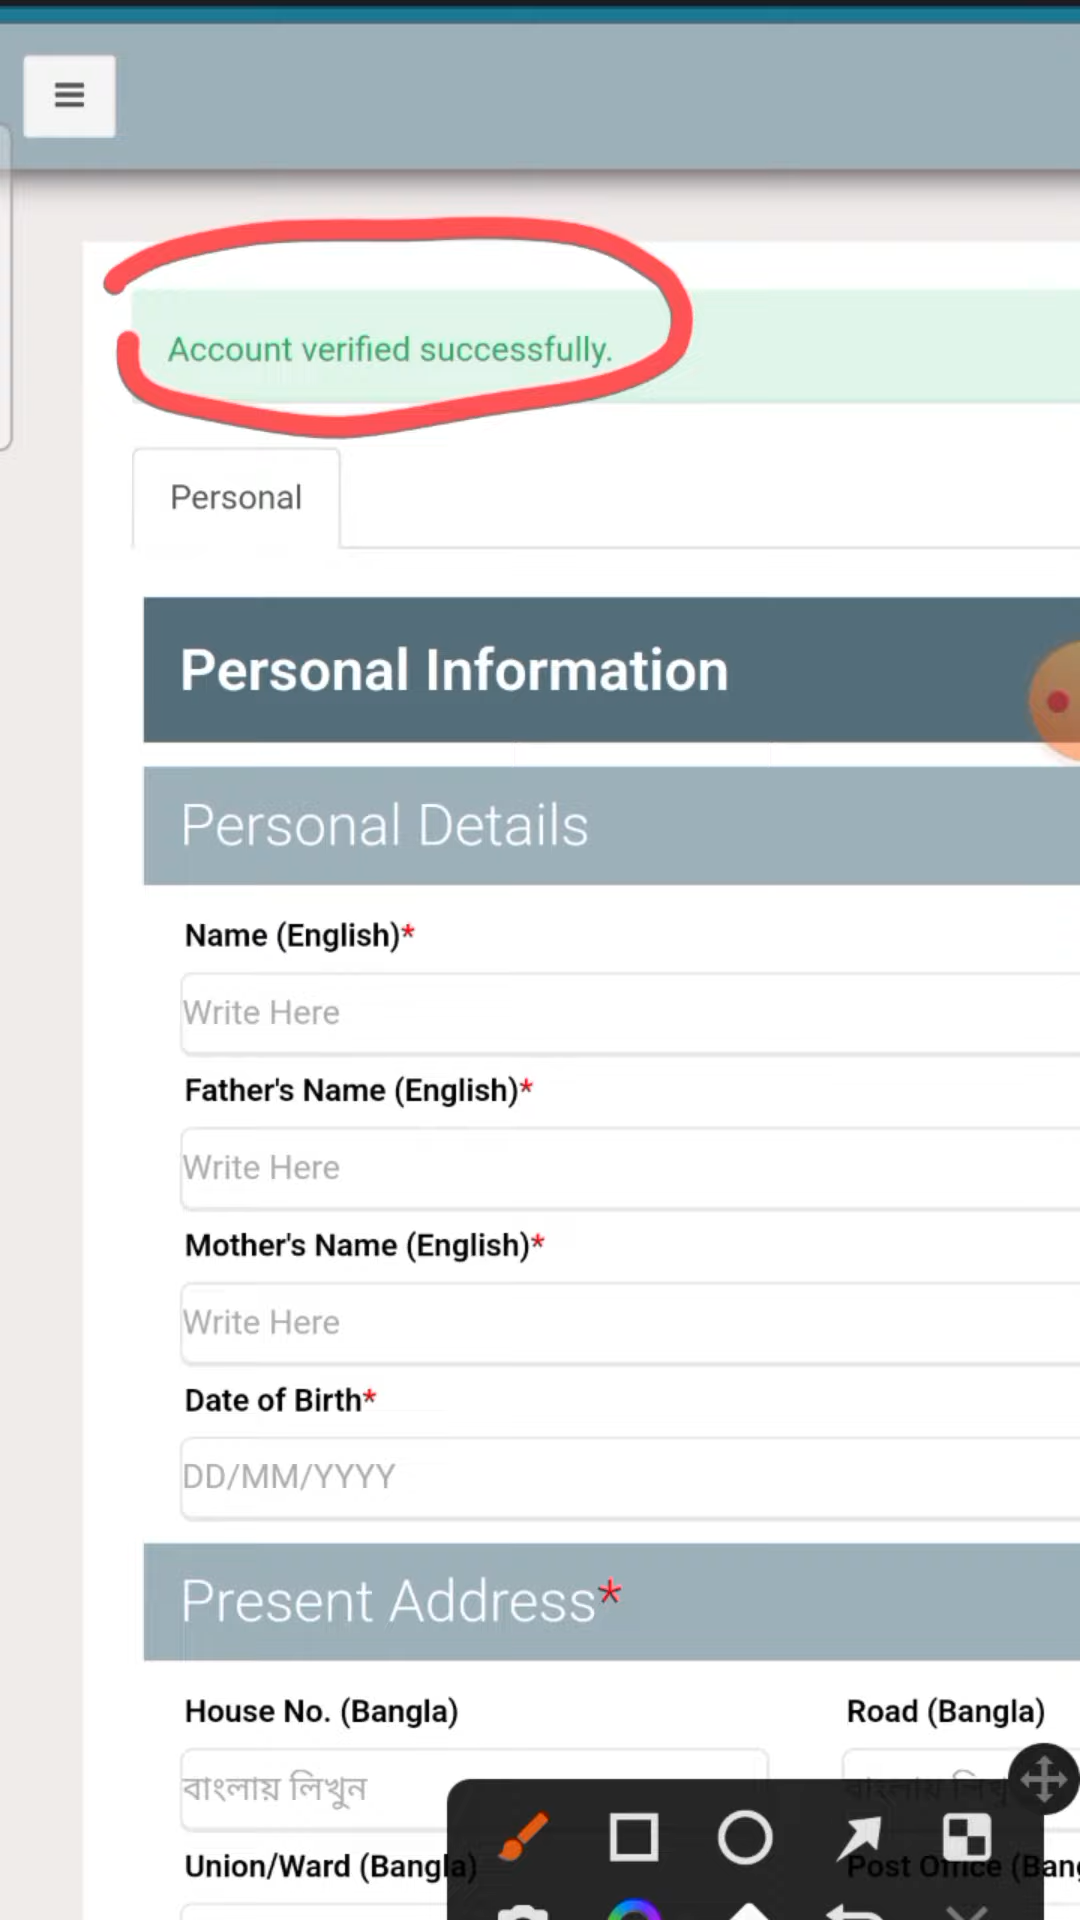 Account verified successfully.
Personal
Personal Information
Personal Details
Name (English)*
Write Here
Father's Name (English)*
Write Here
Mother's Name (English)*
Write Here
Date of Birth*
DD/MM/YYYY
Present Address*
House No. (Bangla) Road (Bangla)
বাংলায় লিখুন বাংলায়
Union/Ward (Bangla) Post Office